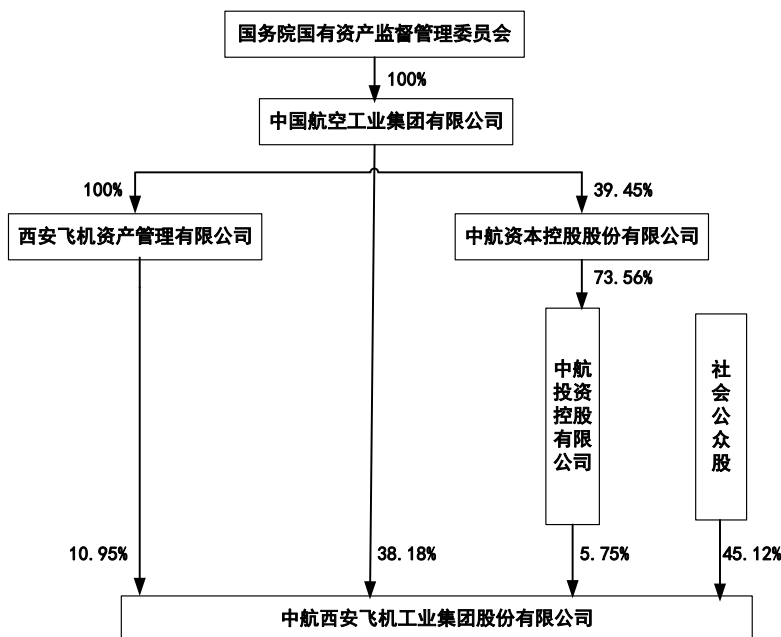 国务院国有资产监督管理委员会
100%
中国航空工业集团有限公司
100%
39.45%
西安飞机资产管理有限公司
中航资本控股股份有限公司
73.56%
中航
投资
控股
有限
公司
社
会
公
众
股
10.95%
38.18%
5.75%
45.12%
中航西安飞机工业集团股份有限公司